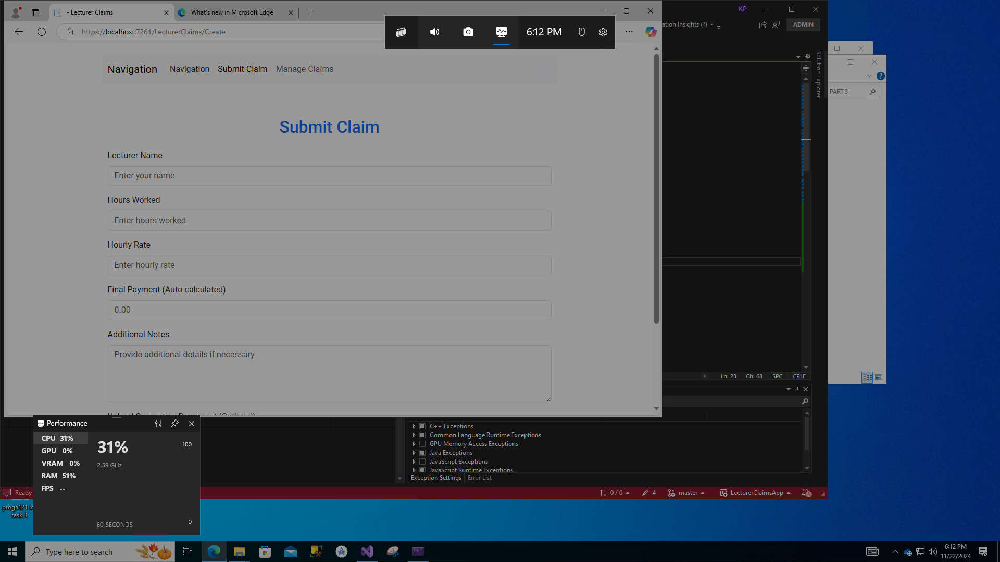 - Lecturer Claims
What's new in Microsoft Edge
https://localhost:7261/LecturerClaims/Create
6:12 PM
KP
ation Insights (?)
ADMIN
Solution Explorer
PART 3
Navigation
Navigation
Submit Claim
Manage Claims
Submit Claim
Lecturer Name
Enter your name
Hours Worked
Enter hours worked
Hourly Rate
Enter hourly rate
Final Payment (Auto-calculated)
0.00
Additional Notes
Provide additional details if necessary
Upload Supporting Document (Optional)
Ln: 23
Ch: 68
SPC
CRLF
Performance
CPU 31%
GPU 0%
VRAM 0%
RAM 51%
FPS --
31%
2.59 GHz
100
60 SECONDS
0
C++ Exceptions
Common Language Runtime Exceptions
GPU Memory Access Exceptions
Java Exceptions
JavaScript Exceptions
JavaScript Runtime Exceptions
Exception Settings
Error List
Ready
0 / 0
4
master
LecturerClaimsApp
1
prog5121 ic
task 3
Type here to search
6:12 PM
11/22/2024